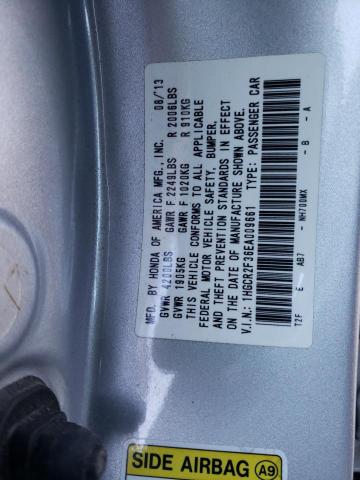 MFD. BY HONDA OF AMERICA MFG., INC. 08/'13
GVWR 4200LBS GAWR F 2249LBS R 2006LBS
GVWR 1905KG GAWR F 1020KG R 910KG
THIS VEHICLE CONFORMS TO ALL APPLICABLE
FEDERAL MOTOR VEHICLE SAFETY, BUMPER,
AND THEFT PREVENTION STANDARDS IN EFFECT
ON THE DATE OF MANUFACTURE SHOWN ABOVE.
V.I.N.: 1HGCR2F36EA009661 TYPE: PASSENGER CAR
T2F E - AB7 - NH700MX - B - A
SIDE AIRBAG A9